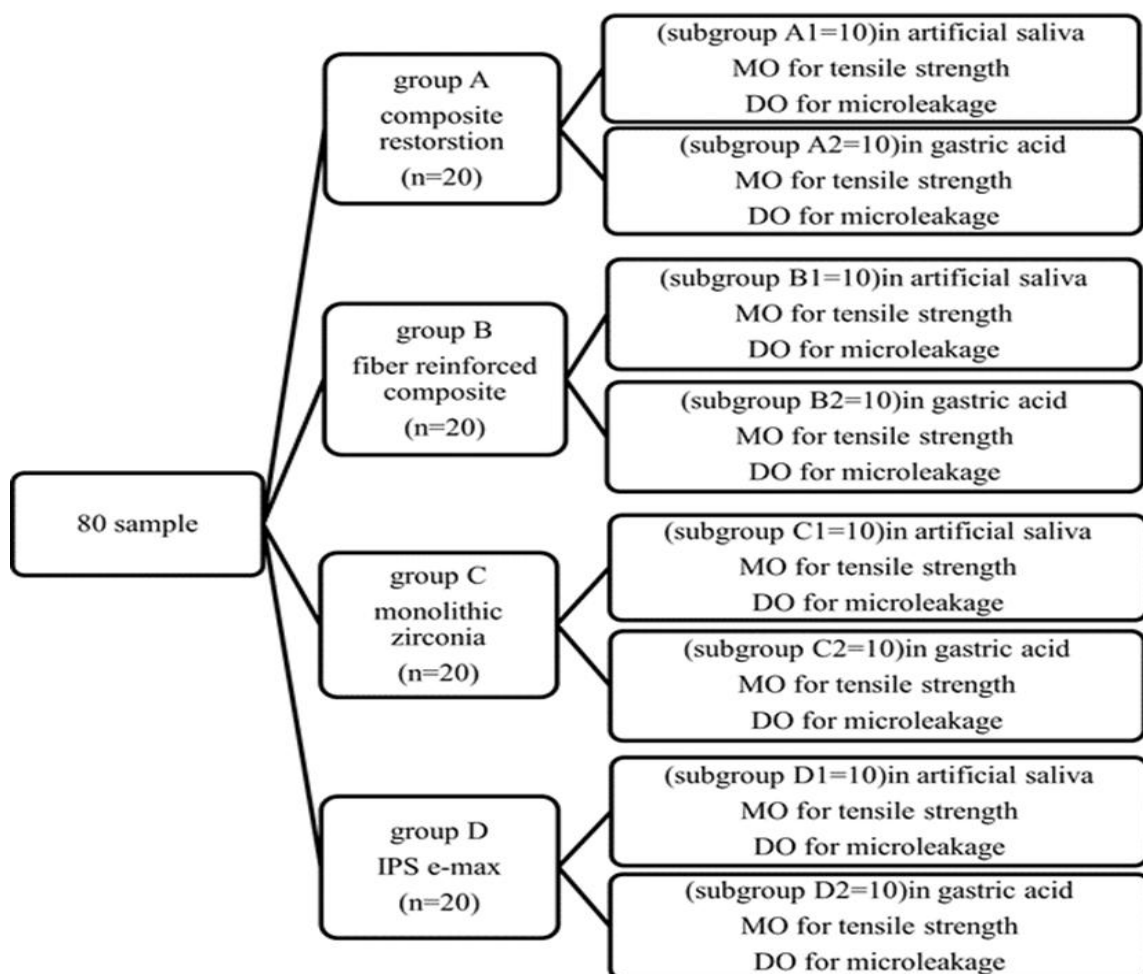 80 sample
group A
composite
restorstion
(n=20)
(subgroup A1=10)in artificial saliva
MO for tensile strength
DO for microleakage
(subgroup A2=10)in gastric acid
MO for tensile strength
DO for microleakage
group B
fiber reinforced
composite
(n=20)
(subgroup B1=10)in artificial saliva
MO for tensile strength
DO for microleakage
(subgroup B2=10)in gastric acid
MO for tensile strength
DO for microleakage
group C
monolithic
zirconia
(n=20)
(subgroup C1=10)in artificial saliva
MO for tensile strength
DO for microleakage
(subgroup C2=10)in gastric acid
MO for tensile strength
DO for microleakage
group D
IPS e-max
(n=20)
(subgroup D1=10)in artificial saliva
MO for tensile strength
DO for microleakage
(subgroup D2=10)in gastric acid
MO for tensile strength
DO for microleakage